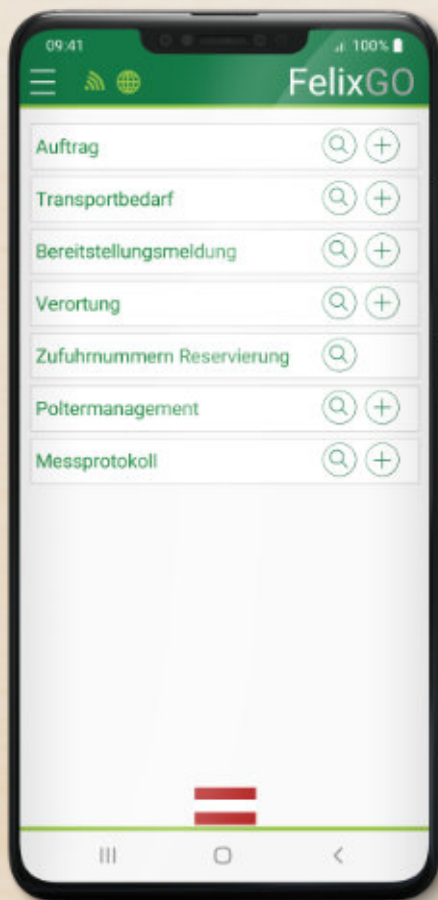 09:41
100%
FelixGO
Auftrag
Transportbedarf
Bereitstellungsmeldung
Verortung
Zufuhrnummern Reservierung
Poltermanagement
Messprotokoll